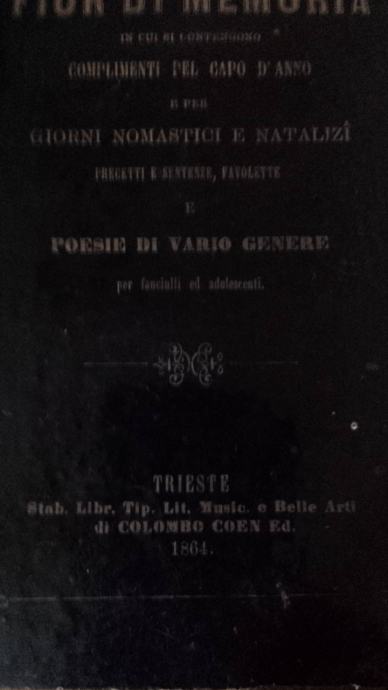 FIOR DI MEMORIA
IN CUI SI CONTENGONO
COMPLIMENTI PEL CAPO D'ANNO
E PER
GIORNI NOMASTICI E NATALIZÎ
PRECETTI E SENTENZE, FAVOLETTE
E
POESIE DI VARIO GENERE
per fanciulli ed adolescenti.
TRIESTE
Stab. Libr. Tip. Lit. Music. e Belle Arti
di COLOMBO COEN Ed.
1864.